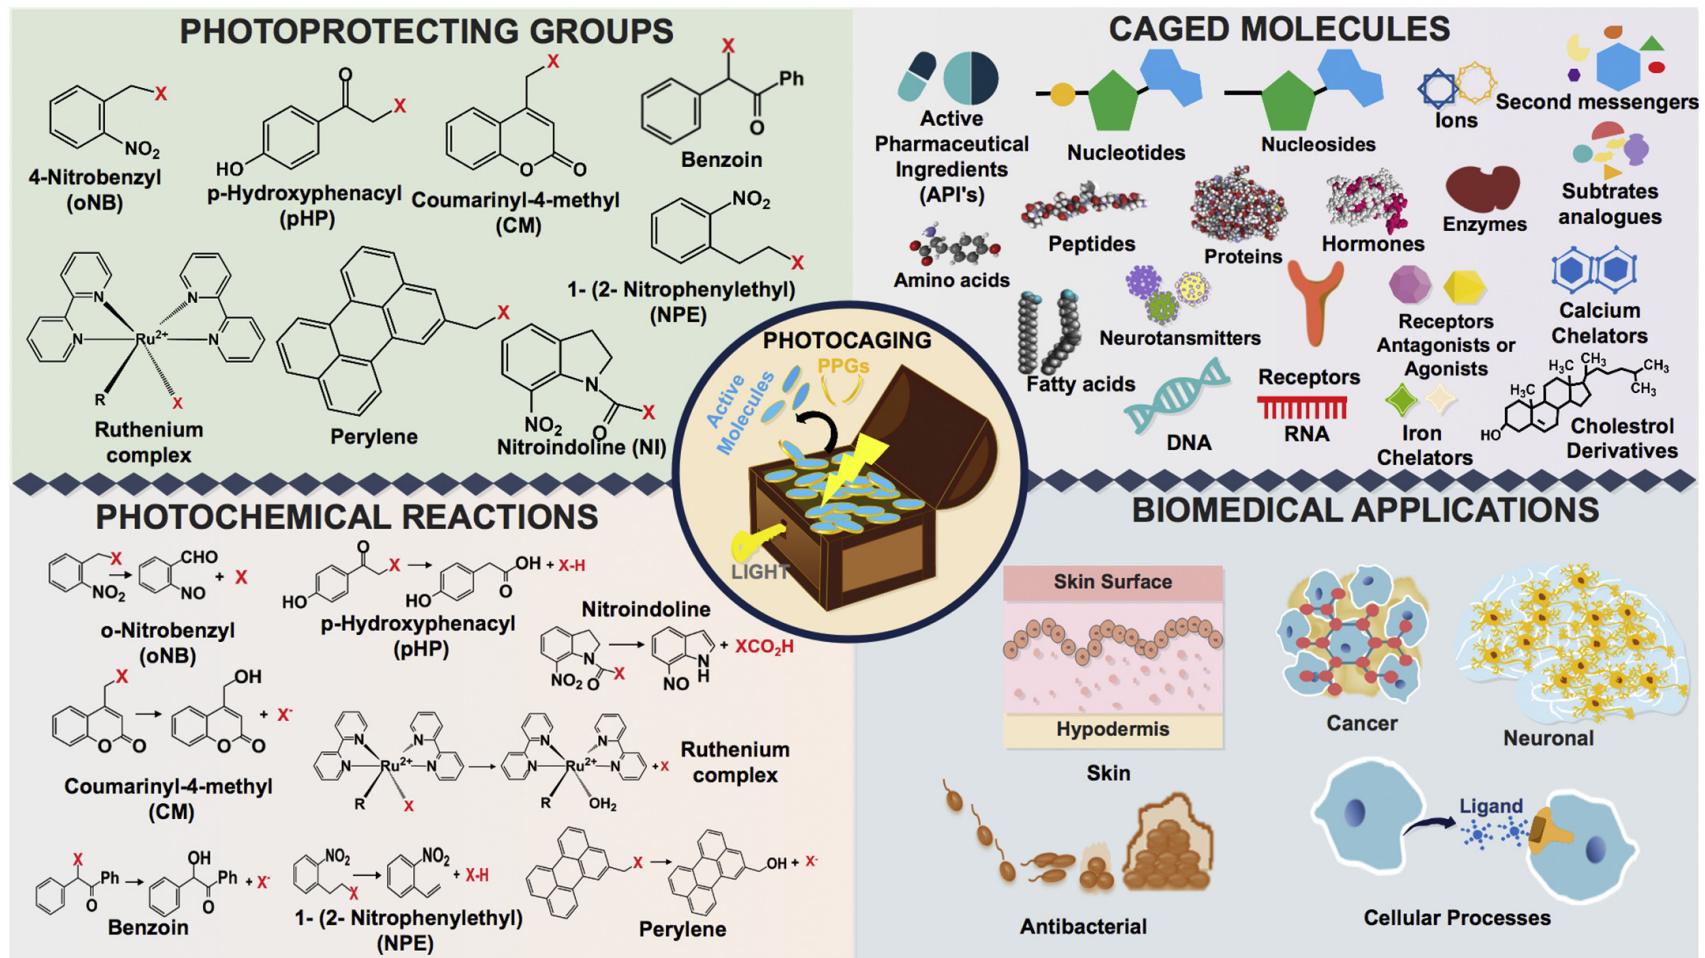 PHOTOPROTECTING GROUPS
X
NO2
4-Nitrobenzyl
(oNB)
O
X
HO
p-Hydroxyphenacyl
(pHP)
X
O
O
Coumarinyl-4-methyl
(CM)
X
Ph
O
Benzoin
NO2
X
1- (2- Nitrophenylethyl)
(NPE)
N
N
N
Ru2+
N
R
X
Ruthenium
complex
X
Perylene
N
NO2
O
X
Nitroindoline (NI)
CAGED MOLECULES
Active
Pharmaceutical
Ingredients
(API's)
Nucleotides
Nucleosides
Ions
Second messengers
Peptides
Proteins
Hormones
Enzymes
Subtrates
analogues
Amino acids
Neurotansmitters
Receptors
Antagonists or
Agonists
Calcium
Chelators
Fatty acids
DNA
Receptors
RNA
Iron
Chelators
H3C
CH3
CH3
CH3
H3C
HO
Cholestrol
Derivatives
PHOTOCAGING
PPGs
Active
Molecules
LIGHT
PHOTOCHEMICAL REACTIONS
X
NO2
CHO
NO
+ X
o-Nitrobenzyl
(oNB)
O
X
HO
OH
O
HO
+ X-H
p-Hydroxyphenacyl
(pHP)
Nitroindoline
N
NO2
O
X
N
H
NO
+ XCO2H
X
O
O
OH
O
O
+ X-
Coumarinyl-4-methyl
(CM)
N
N
N
Ru2+
N
R
X
N
N
N
Ru2+
N
R
OH2
+ X
Ruthenium
complex
X
Ph
O
OH
Ph
O
+ X-
Benzoin
NO2
X
NO2
+ X-H
1- (2- Nitrophenylethyl)
(NPE)
X
OH + X-
Perylene
BIOMEDICAL APPLICATIONS
Skin Surface
Hypodermis
Skin
Cancer
Neuronal
Antibacterial
Ligand
Cellular Processes